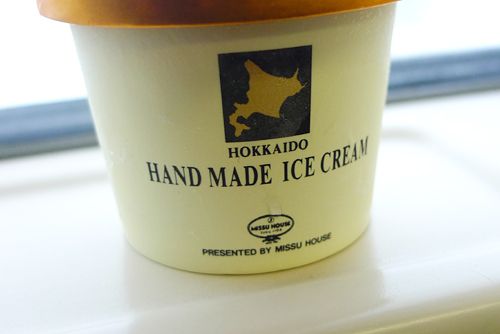 HOKKAIDO
HAND MADE ICE CREAM
MISSU HOUSE
PRESENTED BY MISSU HOUSE